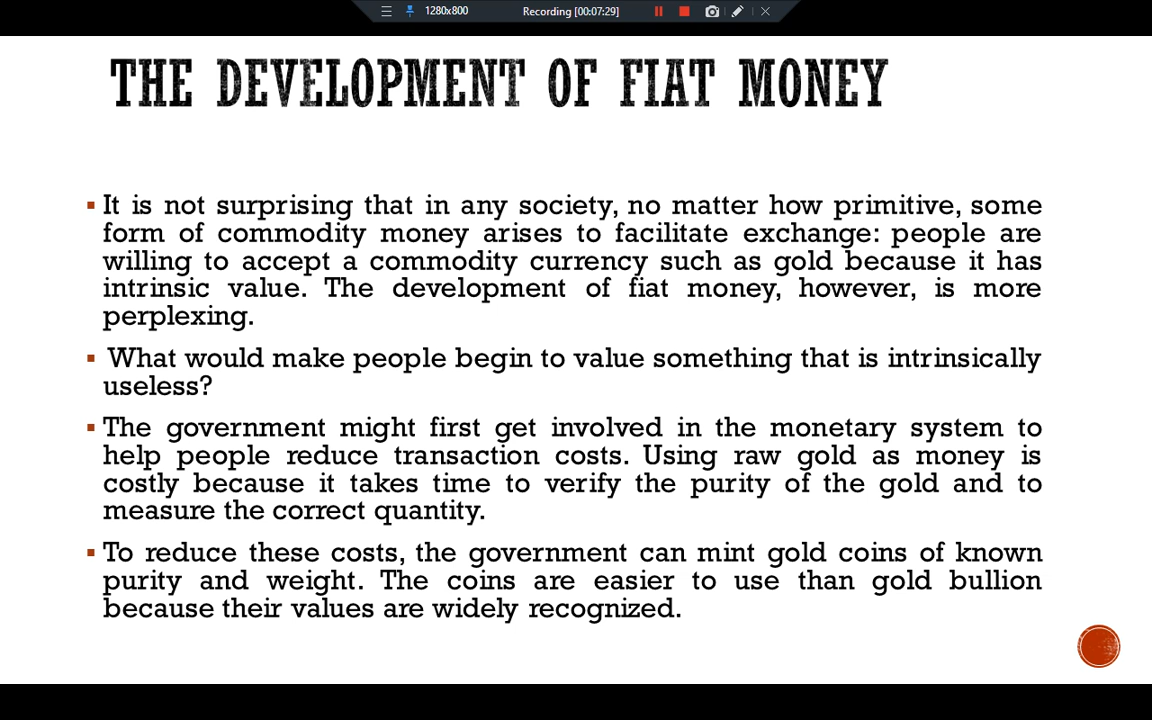 1280x800
Recording [00:07:29]
THE DEVELOPMENT OF FIAT MONEY
▪ It is not surprising that in any society, no matter how primitive, some
form of commodity money arises to facilitate exchange: people are
willing to accept a commodity currency such as gold because it has
intrinsic value. The development of fiat money, however, is more
perplexing.
▪ What would make people begin to value something that is intrinsically
useless?
▪ The government might first get involved in the monetary system to
help people reduce transaction costs. Using raw gold as money is
costly because it takes time to verify the purity of the gold and to
measure the correct quantity.
▪ To reduce these costs, the government can mint gold coins of known
purity and weight. The coins are easier to use than gold bullion
because their values are widely recognized.